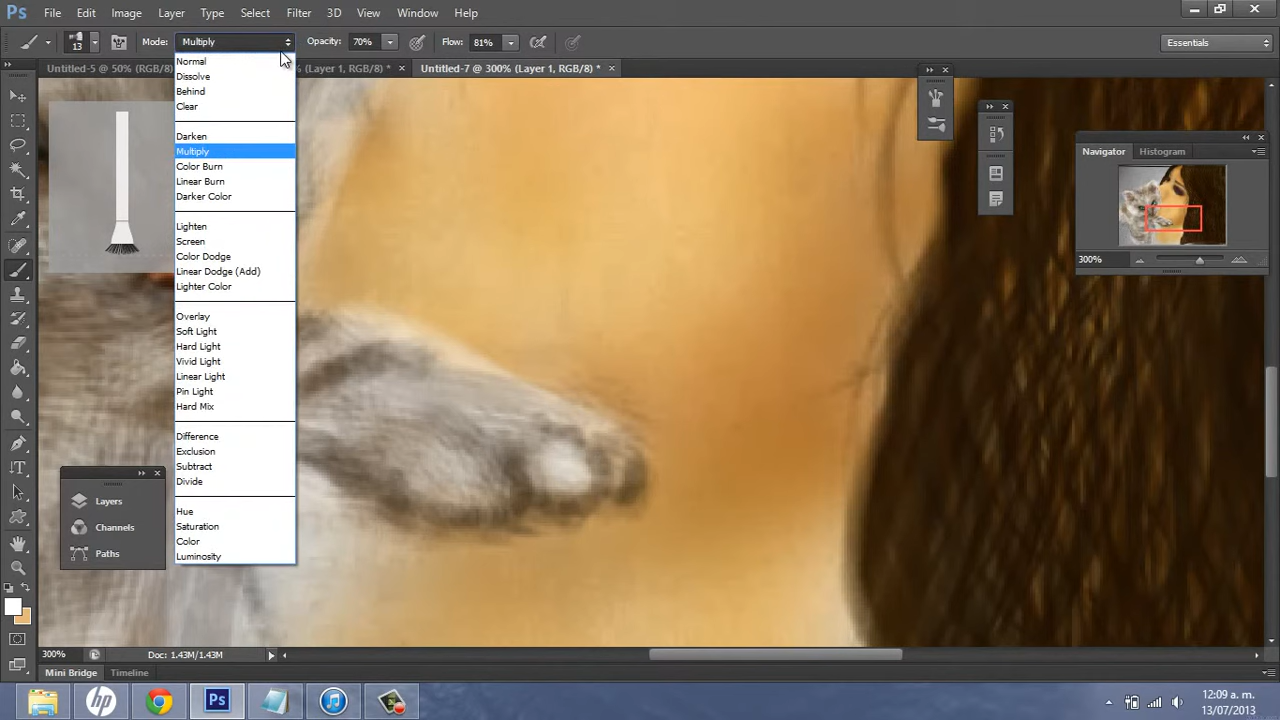 Ps File Edit Image Layer Type Select Filter 3D View Window Help
13 Mode: Multiply Opacity: 70% Flow: 81% Essentials
Untitled-5 @ 50% (RGB/8) % (Layer 1, RGB/8) * × Untitled-7 @ 300% (Layer 1, RGB/8) * ×
Normal
Dissolve
Behind
Clear
Darken
Multiply
Color Burn
Linear Burn
Darker Color
Lighten
Screen
Color Dodge
Linear Dodge (Add)
Lighter Color
Overlay
Soft Light
Hard Light
Vivid Light
Linear Light
Pin Light
Hard Mix
Difference
Exclusion
Subtract
Divide
Hue
Saturation
Color
Luminosity
Navigator Histogram
300%
Layers
Channels
Paths
300% Doc: 1.43M/1.43M
Mini Bridge Timeline
hp Ps
12:09 a. m.
13/07/2013